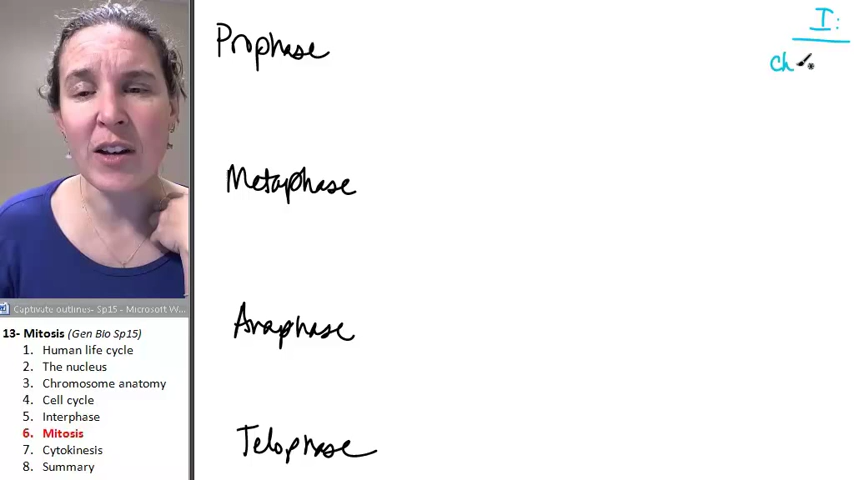 I:
Prophase
ch
Metaphase
Captivate outlines- Sp15 - Microsoft W...
Anaphase
13- Mitosis (Gen Bio Sp15)
1. Human life cycle
2. The nucleus
3. Chromosome anatomy
4. Cell cycle
5. Interphase
6. Mitosis
7. Cytokinesis
8. Summary
Telophase